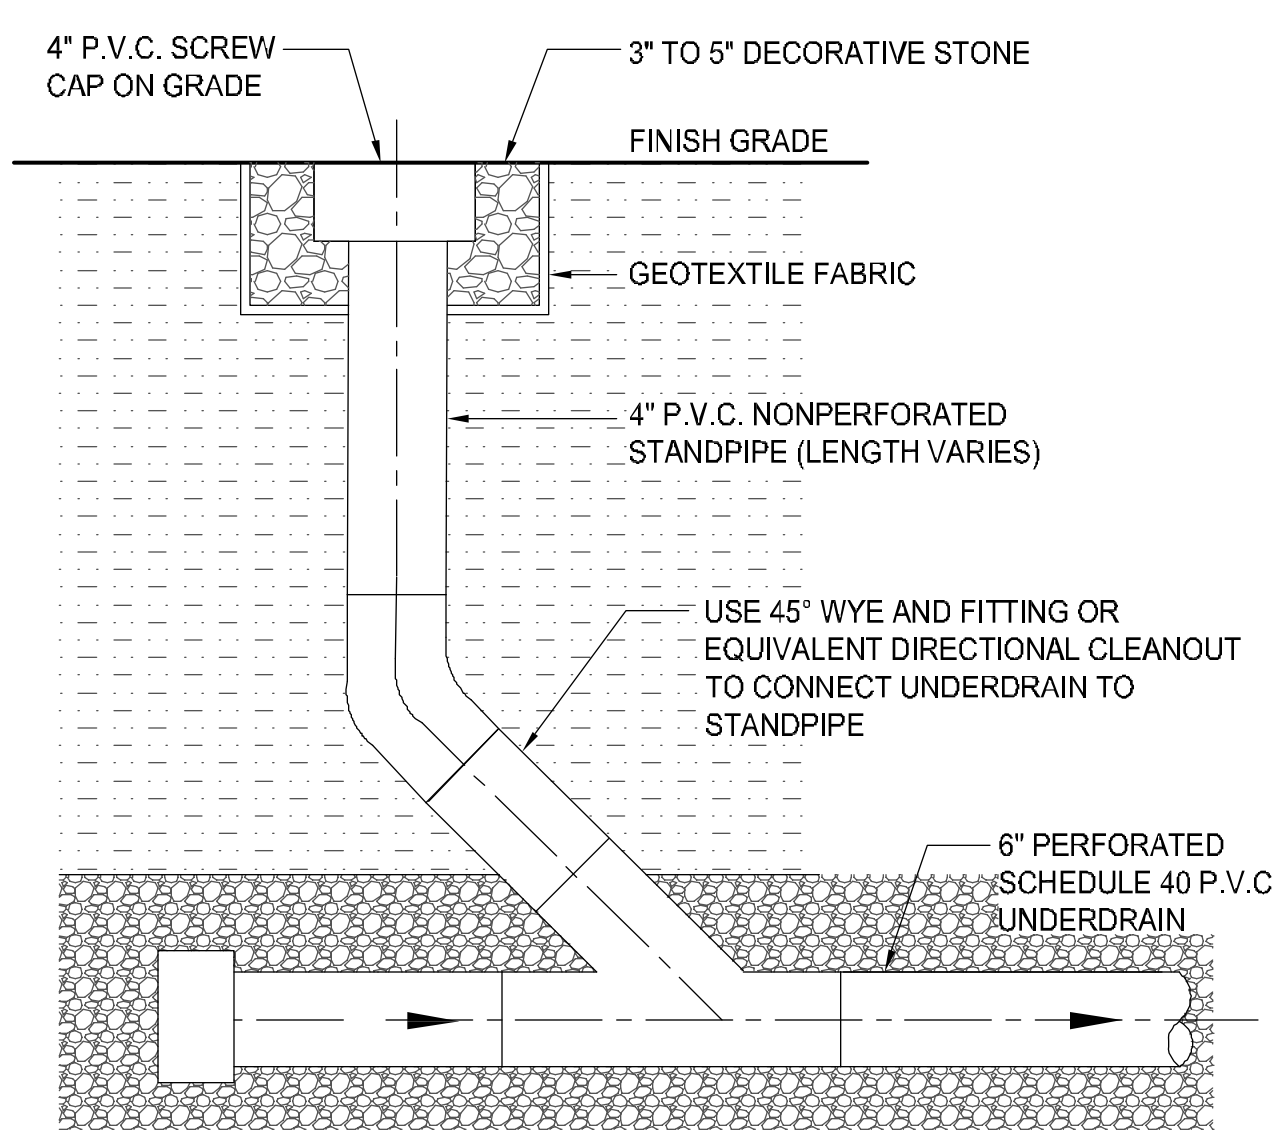 4" P.V.C. SCREW
CAP ON GRADE
3" TO 5" DECORATIVE STONE
FINISH GRADE
GEOTEXTILE FABRIC
4" P.V.C. NONPERFORATED
STANDPIPE (LENGTH VARIES)
USE 45° WYE AND FITTING OR
EQUIVALENT DIRECTIONAL CLEANOUT
TO CONNECT UNDERDRAIN TO
STANDPIPE
6" PERFORATED
SCHEDULE 40 P.V.C
UNDERDRAIN